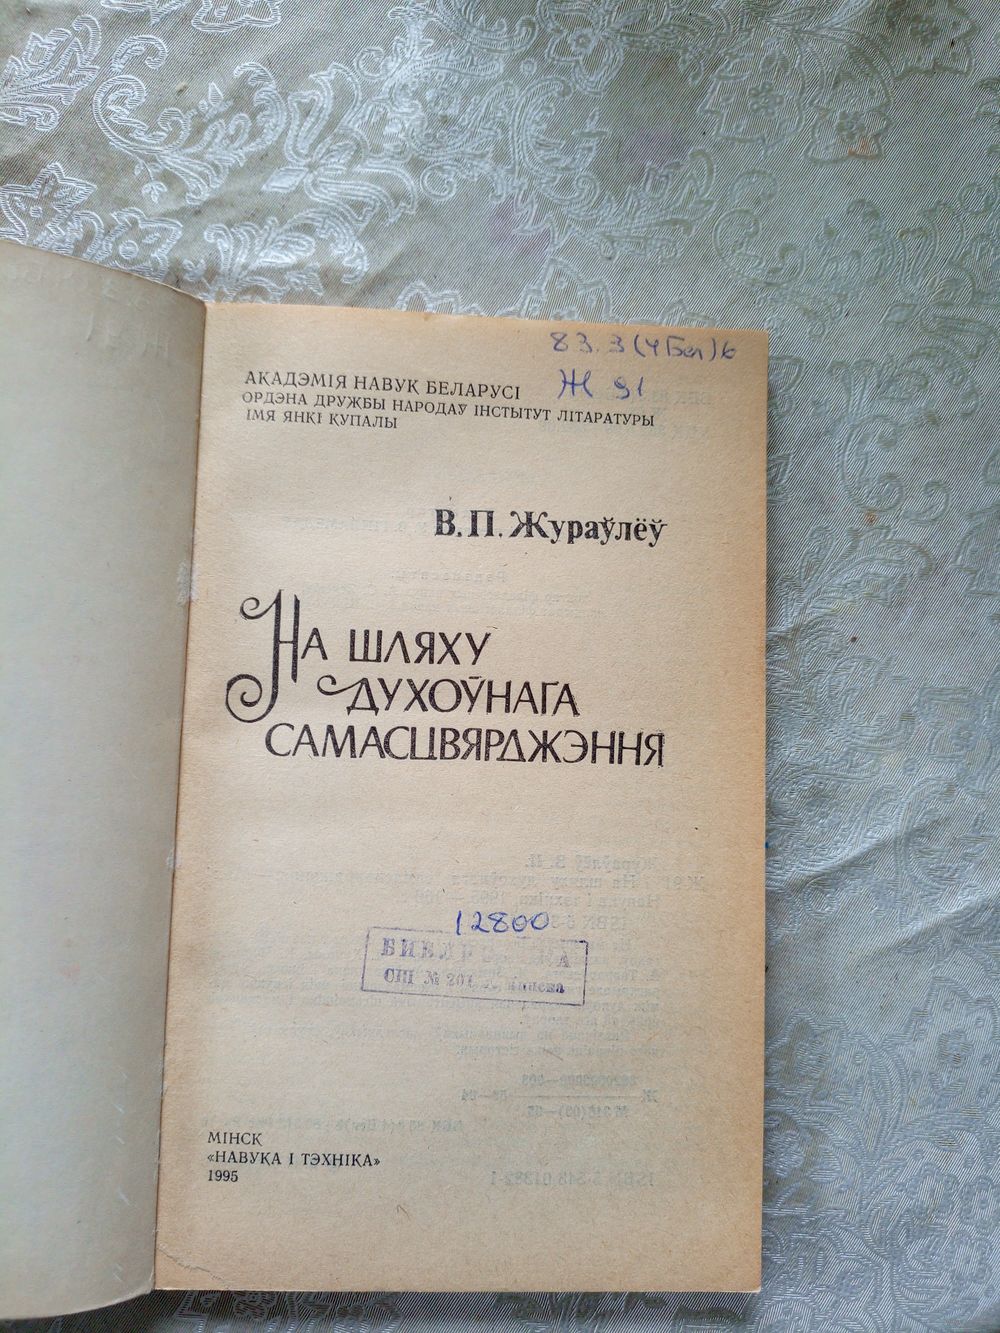 83.3(4Бел)6
Ж 91
АКАДЭМІЯ НАВУК БЕЛАРУСІ
ОРДЭНА ДРУЖБЫ НАРОДАЎ ІНСТЫТУТ ЛІТАРАТУРЫ
ІМЯ ЯНКІ КУПАЛЫ
В. П. Жураўлёў
НА ШЛЯХУ
ДУХОЎНАГА
САМАСЦВЯРДЖЭННЯ
12800
СШ № 201
МІНСК
«НАВУКА І ТЭХНІКА»
1995